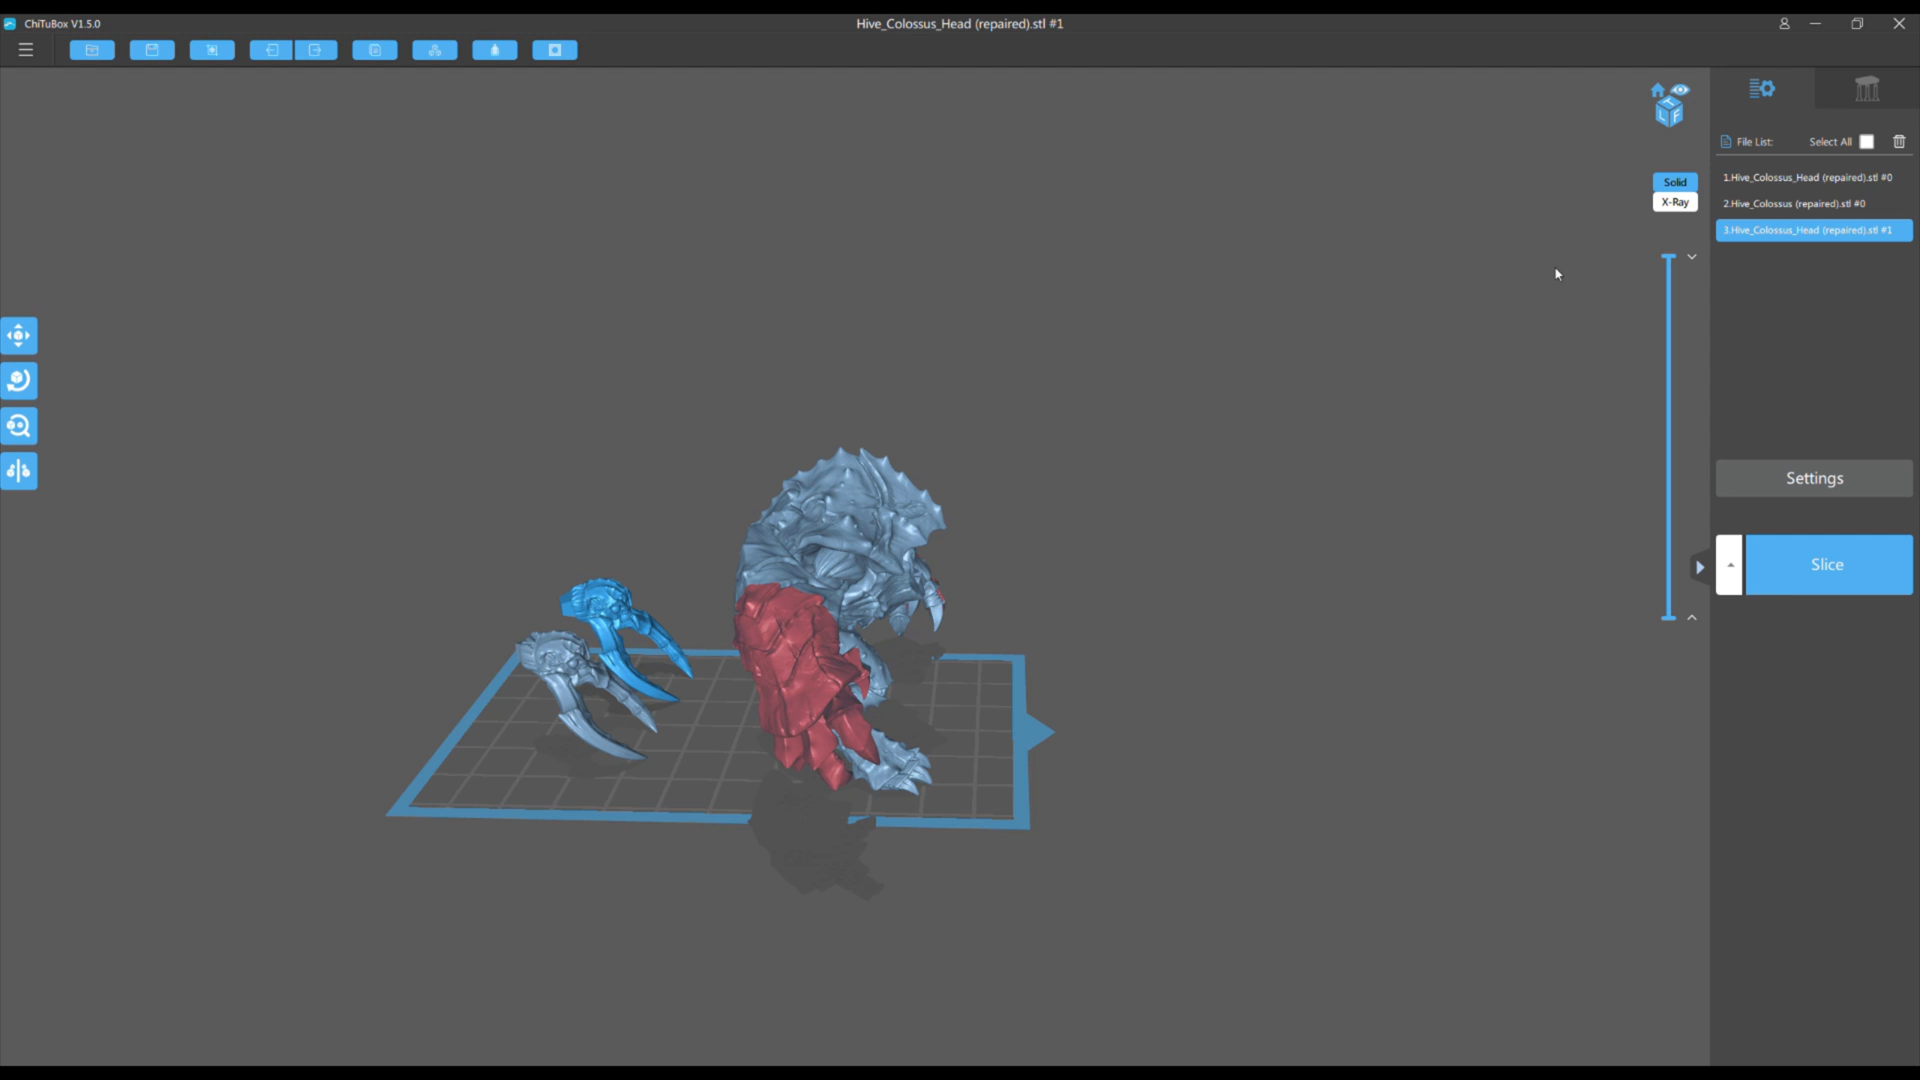 ChiTuBox V1.5.0
Hive_Colossus_Head (repaired).stl #1
File List:
Select All
Solid
X-Ray
1.Hive_Colossus_Head (repaired).stl #0
2.Hive_Colossus (repaired).stl #0
3.Hive_Colossus_Head (repaired).stl #1
Settings
Slice
T
L F